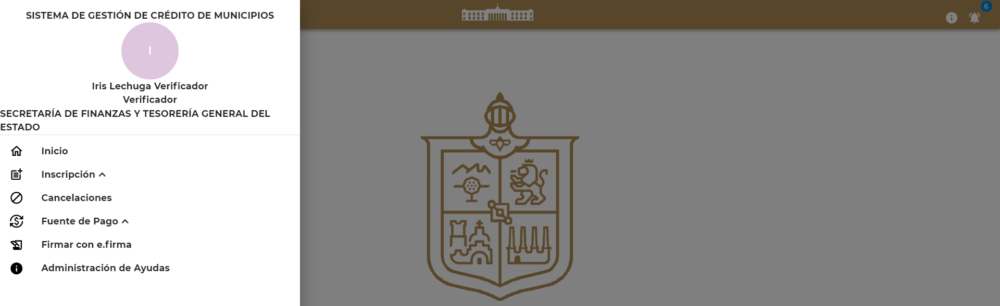 SISTEMA DE GESTIÓN DE CRÉDITO DE MUNICIPIOS
I
Iris Lechuga Verificador
Verificador
SECRETARÍA DE FINANZAS Y TESORERÍA GENERAL DEL
ESTADO
Inicio
Inscripción
Cancelaciones
Fuente de Pago
Firmar con e.firma
Administración de Ayudas
6